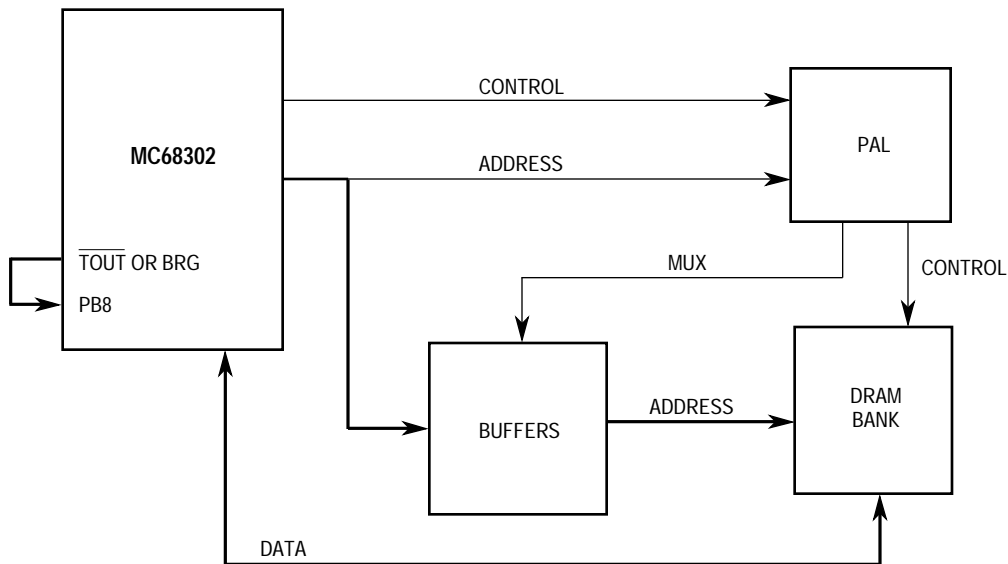 CONTROL
MC68302
PAL
ADDRESS
TOUT OR BRG
MUX
CONTROL
PB8
DRAM
BANK
ADDRESS
BUFFERS
DATA